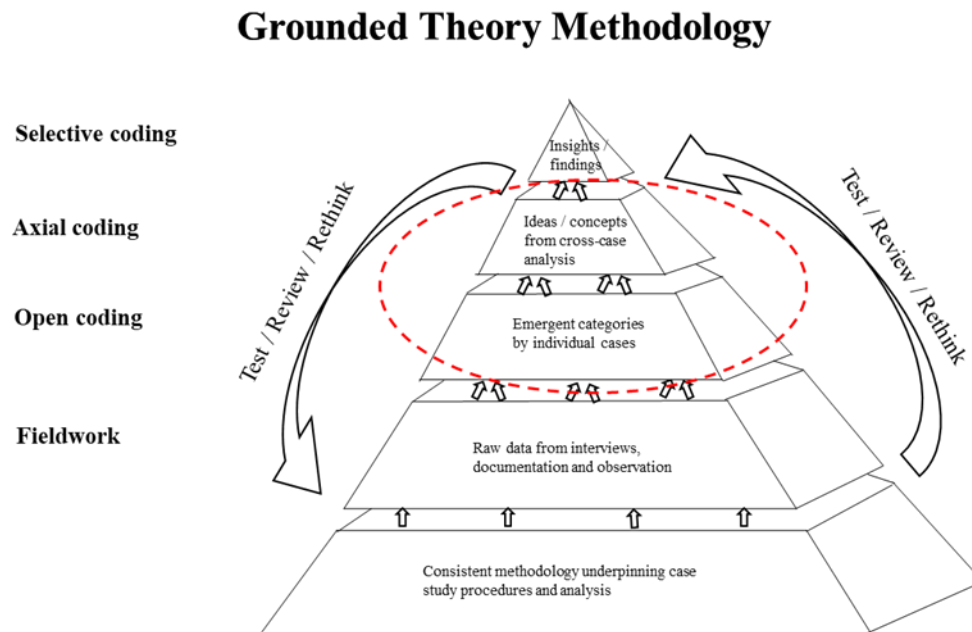 Grounded Theory Methodology
Selective coding
Insights /
findings
Axial coding
Ideas / concepts
from cross-case
analysis
Test / Review / Rethink
Test / Review / Rethink
Open coding
Emergent categories
by individual cases
Fieldwork
Raw data from interviews,
documentation and observation
Consistent methodology underpinning case
study procedures and analysis